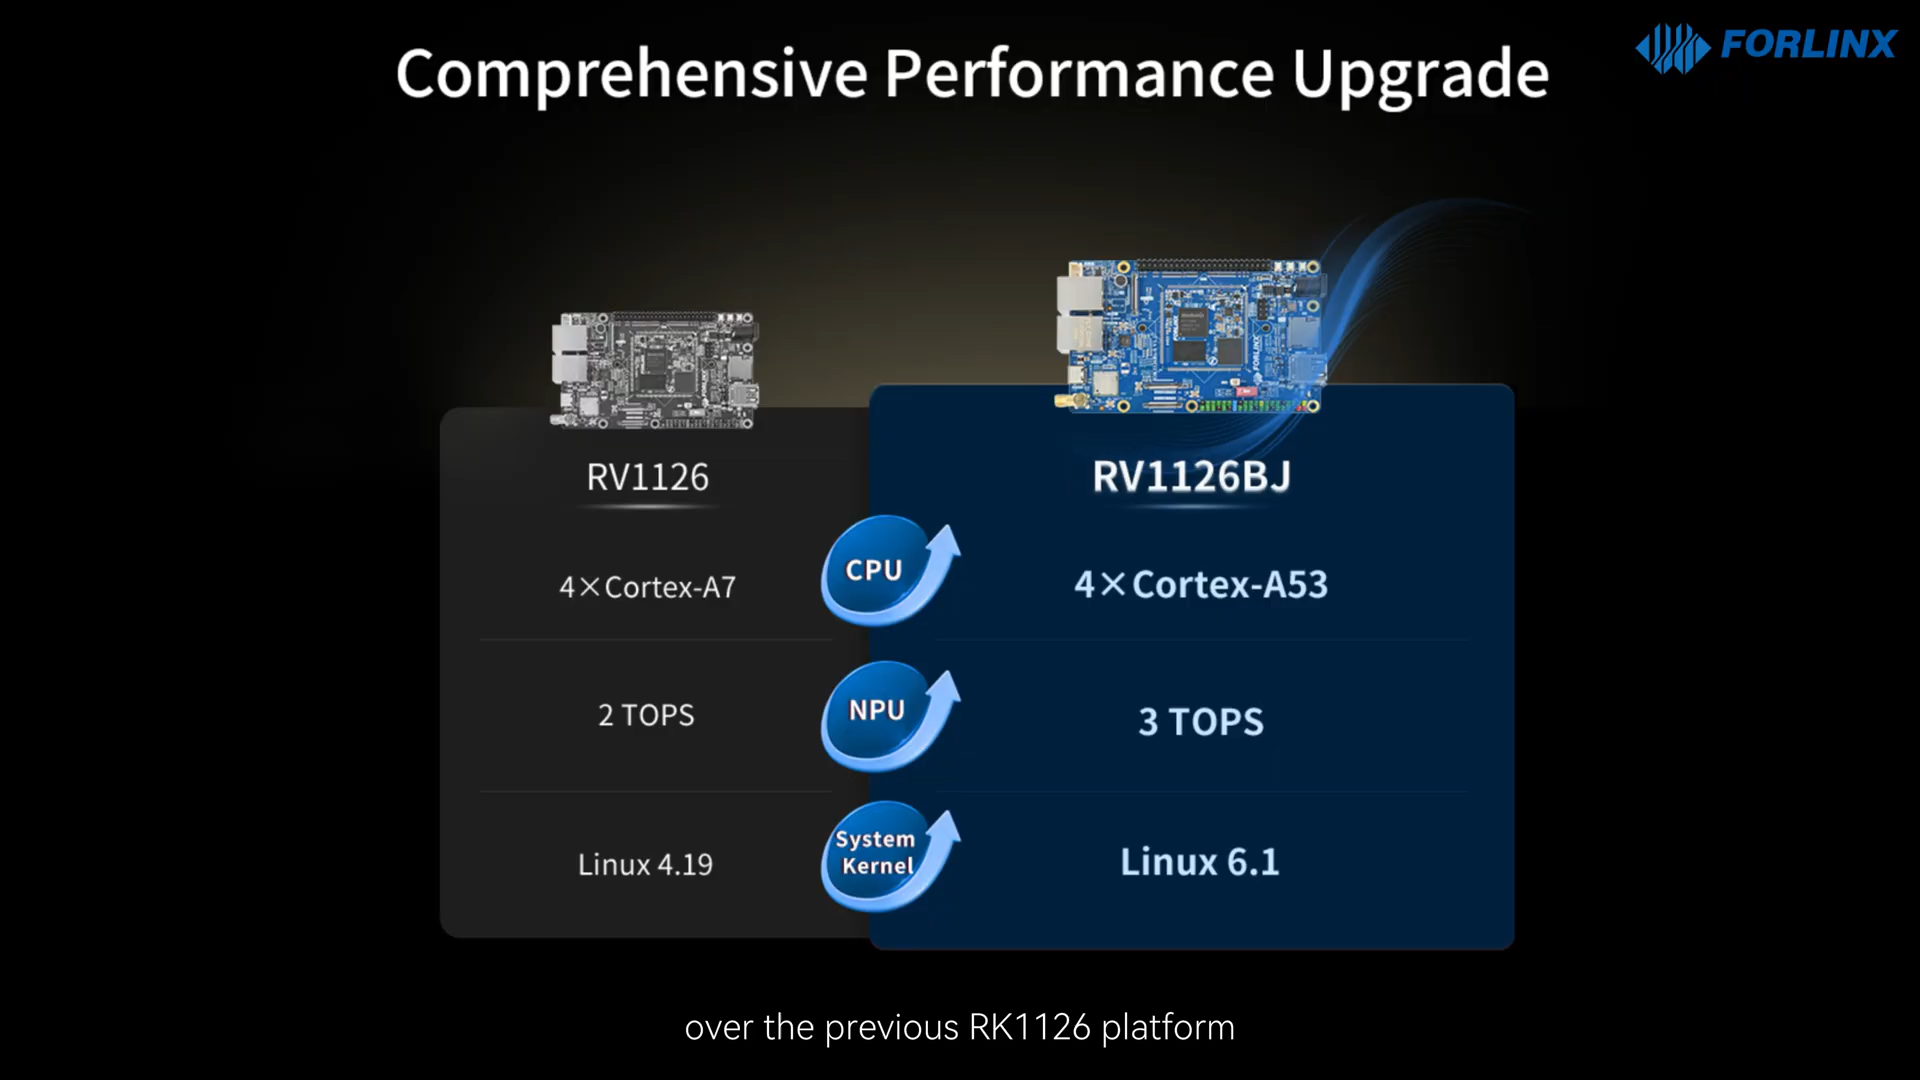 FORLINX
Comprehensive Performance Upgrade
RV1126
RV1126BJ
4×Cortex-A7
CPU
4×Cortex-A53
2 TOPS
NPU
3 TOPS
Linux 4.19
System
Kernel
Linux 6.1
over the previous RK1126 platform